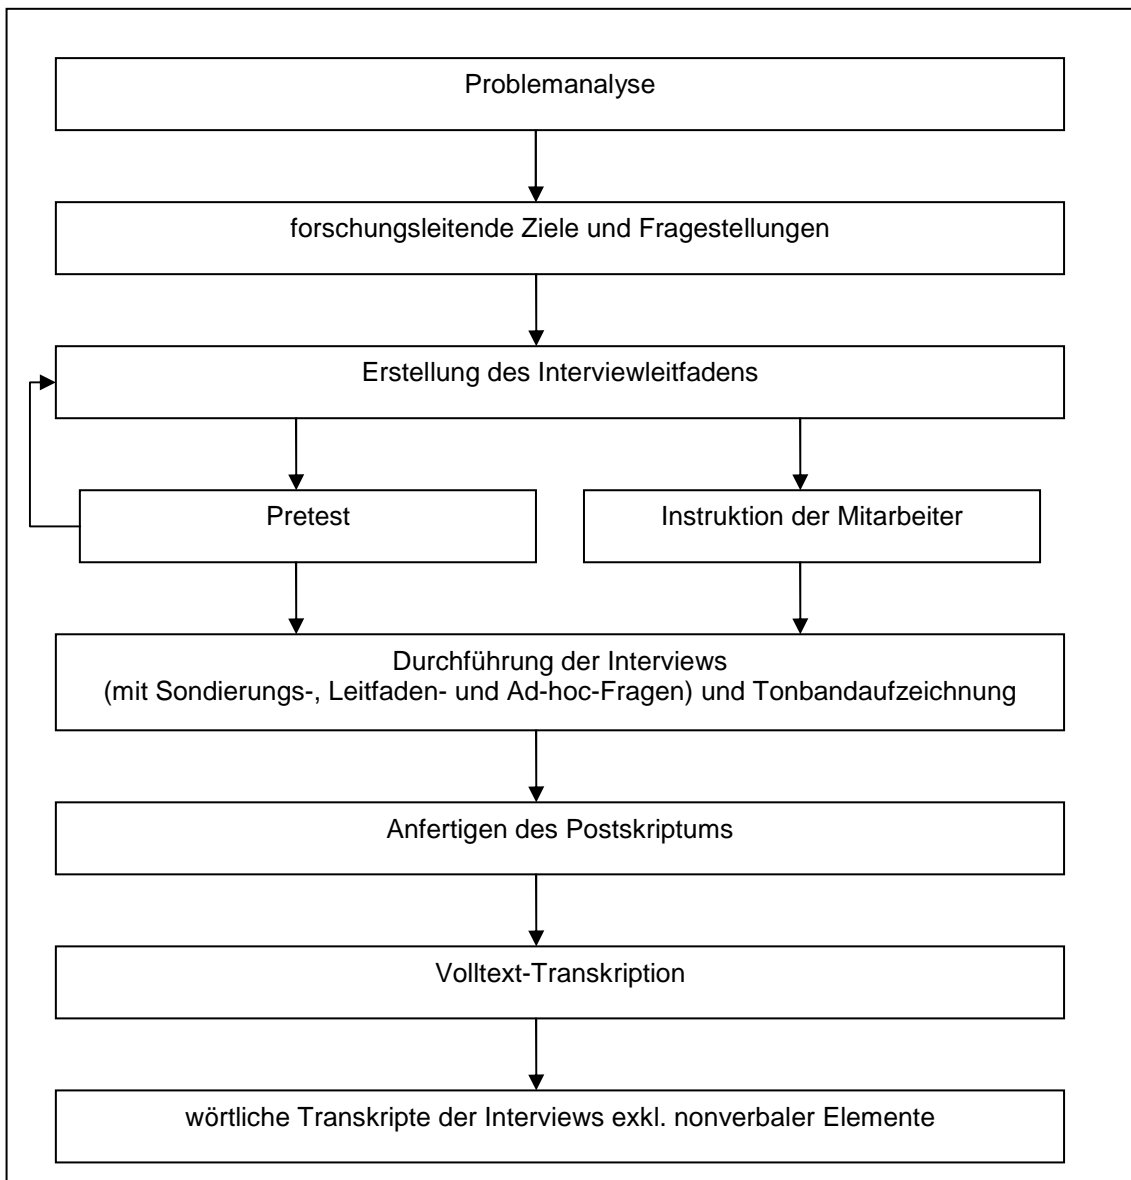 Problemanalyse
forschungsleitende Ziele und Fragestellungen
Erstellung des Interviewleitfadens
Pretest
Instruktion der Mitarbeiter
Durchführung der Interviews
(mit Sondierungs-, Leitfaden- und Ad-hoc-Fragen) und Tonbandaufzeichnung
Anfertigen des Postskriptums
Volltext-Transkription
wörtliche Transkripte der Interviews exkl. nonverbaler Elemente